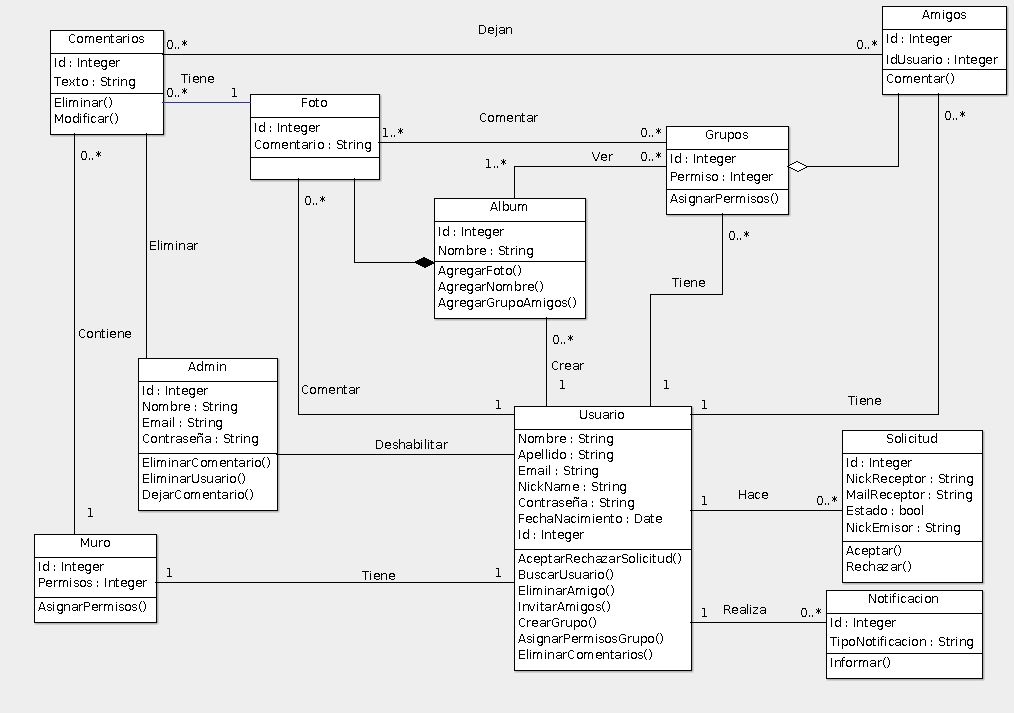 Comentarios
Id : Integer
Texto : String
Eliminar()
Modificar()
0..*
Dejan
0..*
Amigos
Id : Integer
IdUsuario : Integer
Comentar()
Tiene
0..*
1
Foto
Id : Integer
Comentario : String
1..*
Comentar
0..*
Grupos
Id : Integer
Permiso : Integer
AsignarPermisos()
1..*
Ver
0..*
0..*
0..*
0..*
Album
Id : Integer
Nombre : String
AgregarFoto()
AgregarNombre()
AgregarGrupoAmigos()
0..*
Eliminar
Tiene
Contiene
0..*
Crear
1
1
Admin
Id : Integer
Nombre : String
Email : String
Contraseña : String
EliminarComentario()
EliminarUsuario()
DejarComentario()
Comentar
1
1
Tiene
Deshabilitar
Usuario
Nombre : String
Apellido : String
Email : String
NickName : String
Contraseña : String
FechaNacimiento : Date
Id : Integer
AceptarRechazarSolicitud()
BuscarUsuario()
EliminarAmigo()
InvitarAmigos()
CrearGrupo()
AsignarPermisosGrupo()
EliminarComentarios()
Solicitud
Id : Integer
NickReceptor : String
MailReceptor : String
Estado : bool
NickEmisor : String
Aceptar()
Rechazar()
1
Hace
0..*
1
Muro
Id : Integer
Permisos : Integer
AsignarPermisos()
1
Tiene
1
1
Realiza
0..*
Notificacion
Id : Integer
TipoNotificacion : String
Informar()